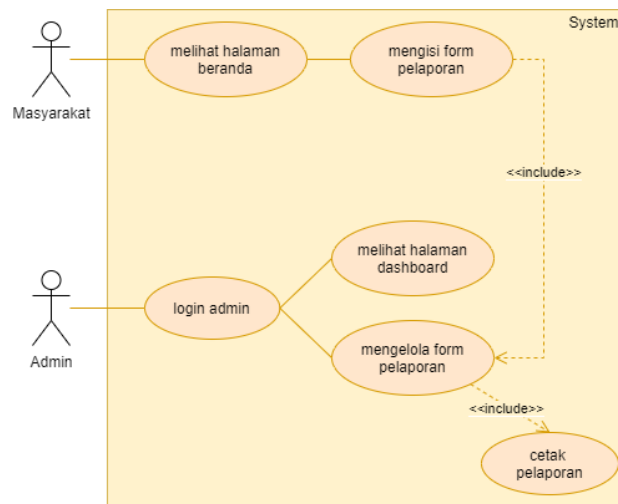 System
melihat halaman
beranda
mengisi form
pelaporan
Masyarakat
<<include>>
melihat halaman
dashboard
login admin
mengelola form
pelaporan
Admin
<<include>>
cetak
pelaporan